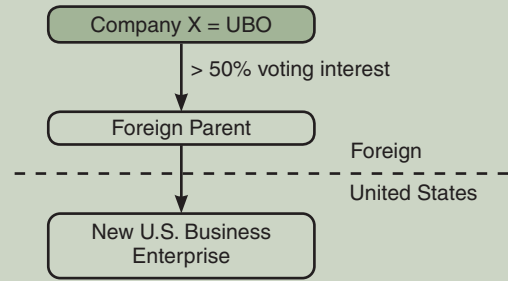 Company X = UBO
> 50% voting interest
Foreign Parent
Foreign
United States
New U.S. Business
Enterprise